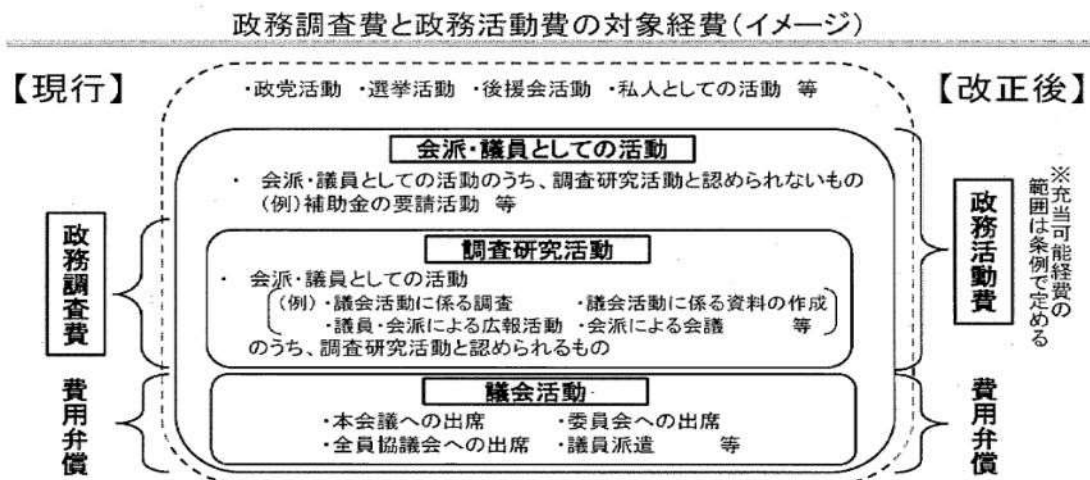 政務調査費と政務活動費の対象経費(イメージ)
【現行】
【改正後】
・政党活動 ・選挙活動 ・後援会活動 ・私人としての活動 等
会派・議員としての活動
・ 会派・議員としての活動のうち、調査研究活動と認められないもの
(例)補助金の要請活動 等
調査研究活動
・ 会派・議員としての活動
(例)・議会活動に係る調査 ・議会活動に係る資料の作成
・議員・会派による広報活動 ・会派による会議 等
のうち、調査研究活動と認められるもの
議会活動
・本会議への出席 ・委員会への出席
・全員協議会への出席 ・議員派遣 等
政務調査費
費用弁償
政務活動費
※充当可能経費の
範囲は条例で定める
費用弁償